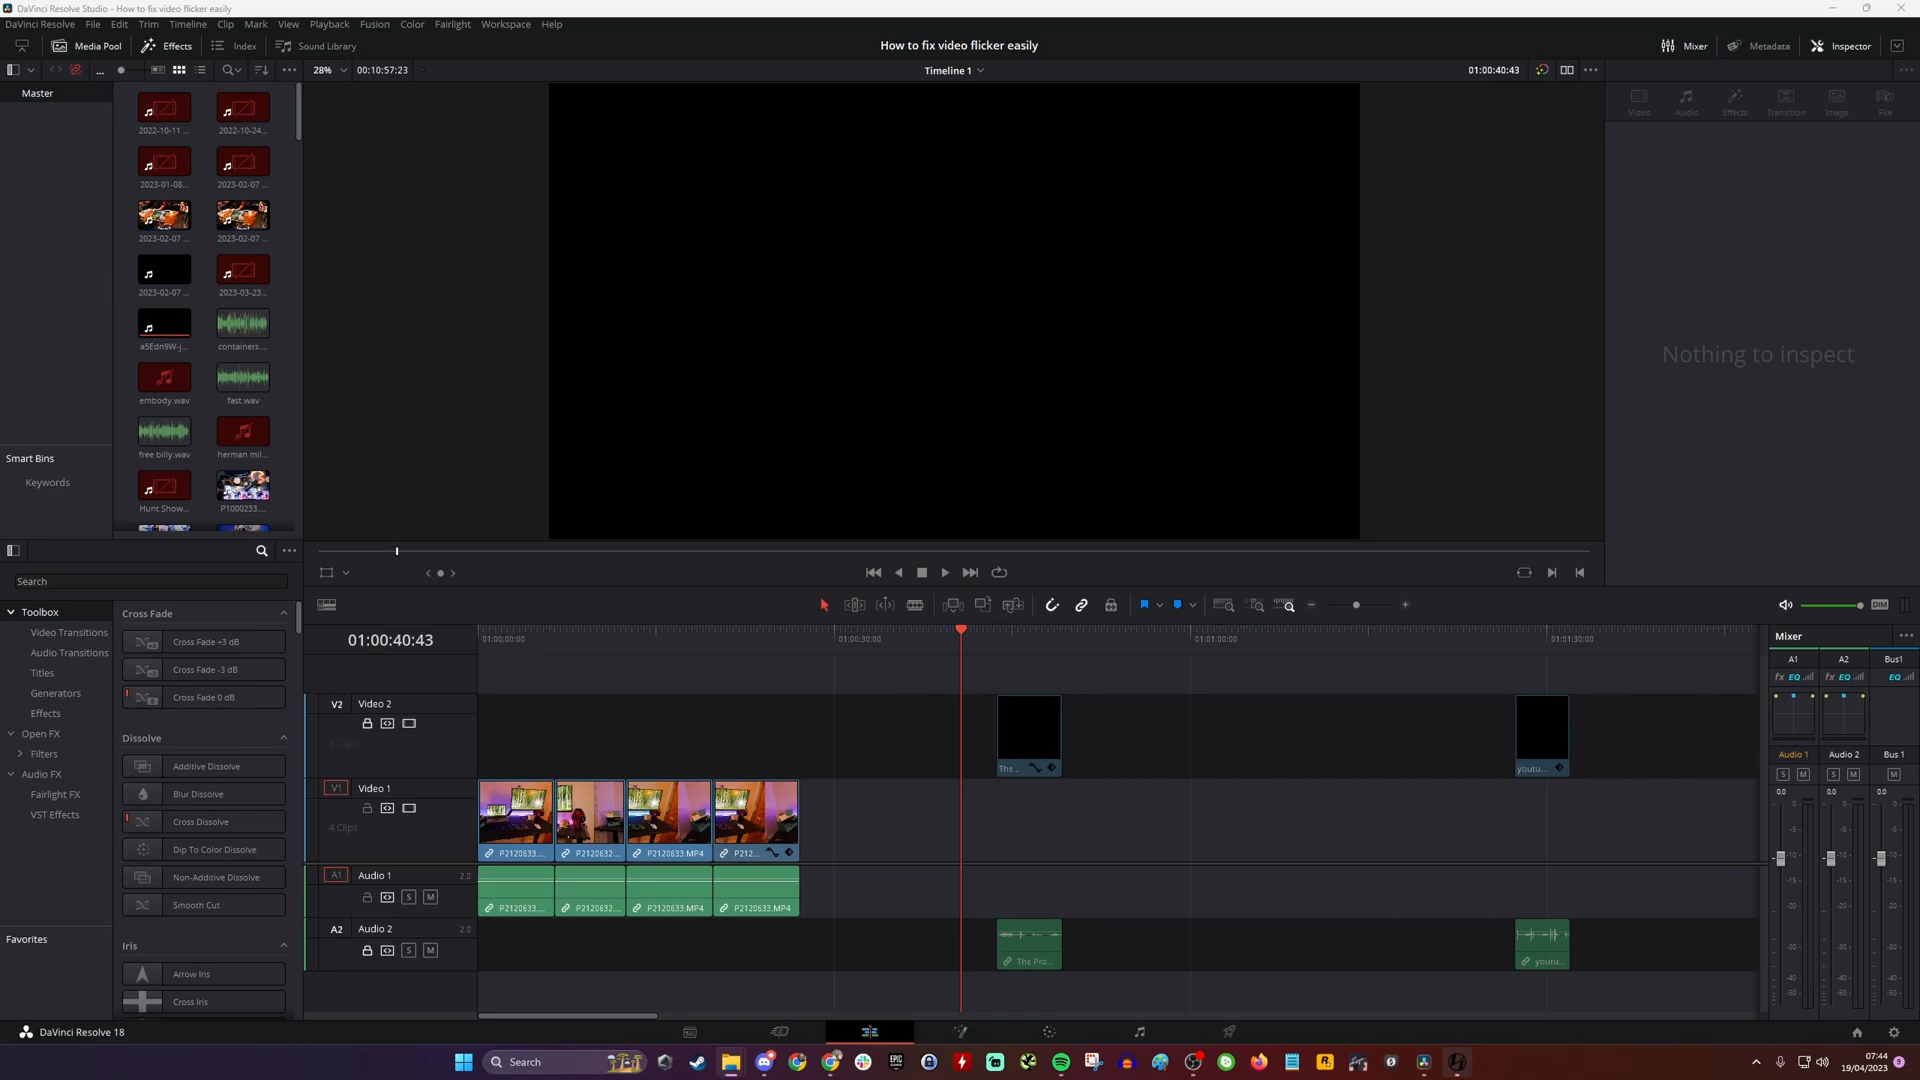 DaVinci Resolve Studio - How to fix video flicker easily
DaVinci Resolve File Edit Trim Timeline Clip Mark View Playback Fusion Color Fairlight Workspace Help
Media Pool Effects Index Sound Library
How to fix video flicker easily
Mixer Metadata Inspector
28% 00:10:57:23
Timeline 1
01:00:40:43
Master
2022-10-11 ... 2022-10-24...
2023-01-08... 2023-02-07 ...
2023-02-07 ... 2023-02-07 ...
2023-02-07 ... 2023-03-23...
a5Edn9W-j... containers....
embody.wav fast.wav
free billy.wav herman mil...
Hunt Show... P1000233....
Smart Bins
Keywords
Video Audio Effects Transition Image File
Nothing to inspect
Search
Toolbox
Video Transitions
Audio Transitions
Titles
Generators
Effects
Open FX
Filters
Audio FX
Fairlight FX
VST Effects
Favorites
Cross Fade
Cross Fade +3 dB
Cross Fade -3 dB
Cross Fade 0 dB
Dissolve
Additive Dissolve
Blur Dissolve
Cross Dissolve
Dip To Color Dissolve
Non-Additive Dissolve
Smooth Cut
Iris
Arrow Iris
Cross Iris
DIM
01:00:40:43
01:00:00:00 01:00:30:00 01:01:00:00 01:01:30:00
V2 Video 2
The... youtu...
V1 Video 1
4 Clips
P2120633.... P2120632.... P2120633.MP4 P212...
A1 Audio 1 2.0
S M
P2120633.... P2120632.... P2120633.MP4 P2120633.MP4
A2 Audio 2 2.0
S M
The Pro... youtu...
Mixer
A1 A2 Bus1
fx EQ fx EQ EQ
Audio 1 Audio 2 Bus 1
S M S M M
0.0 0.0 0.0
DaVinci Resolve 18
Search
07:44
19/04/2023